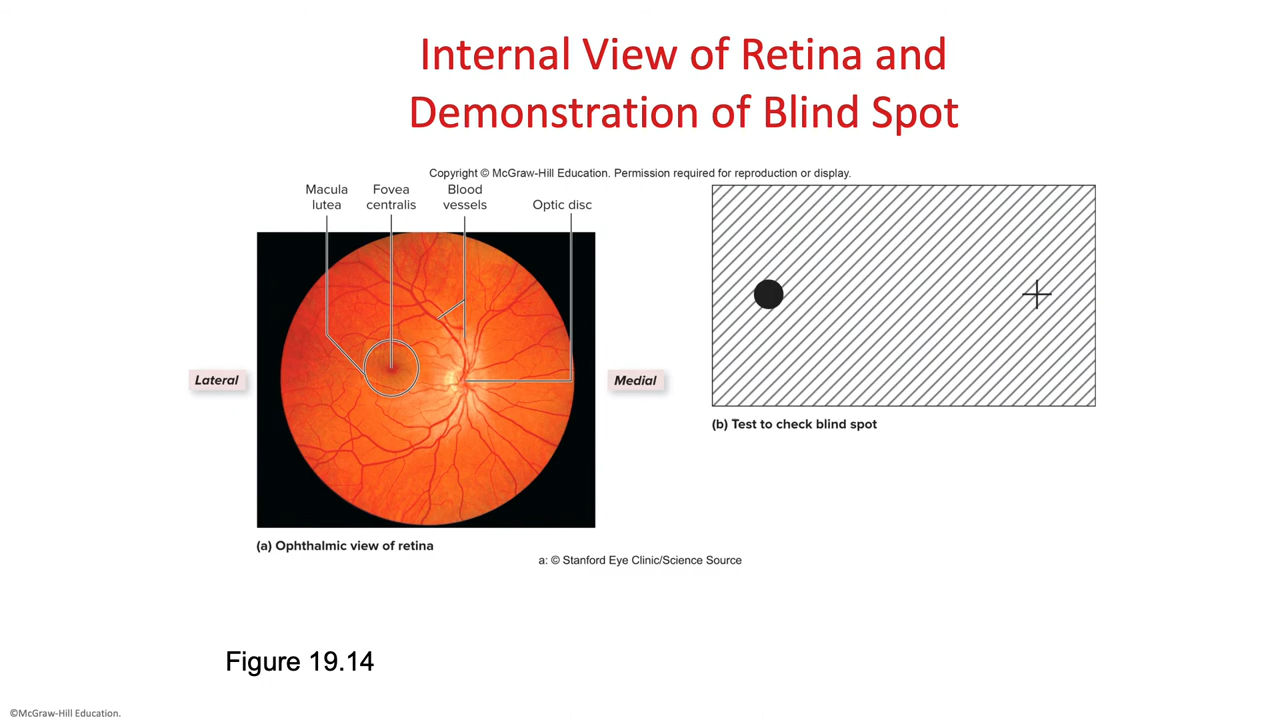 Internal View of Retina and
Demonstration of Blind Spot
Copyright © McGraw-Hill Education. Permission required for reproduction or display.
Macula
lutea
Fovea
centralis
Blood
vessels
Optic disc
Lateral
Medial
(a) Ophthalmic view of retina
(b) Test to check blind spot
a: © Stanford Eye Clinic/Science Source
Figure 19.14
©McGraw-Hill Education.